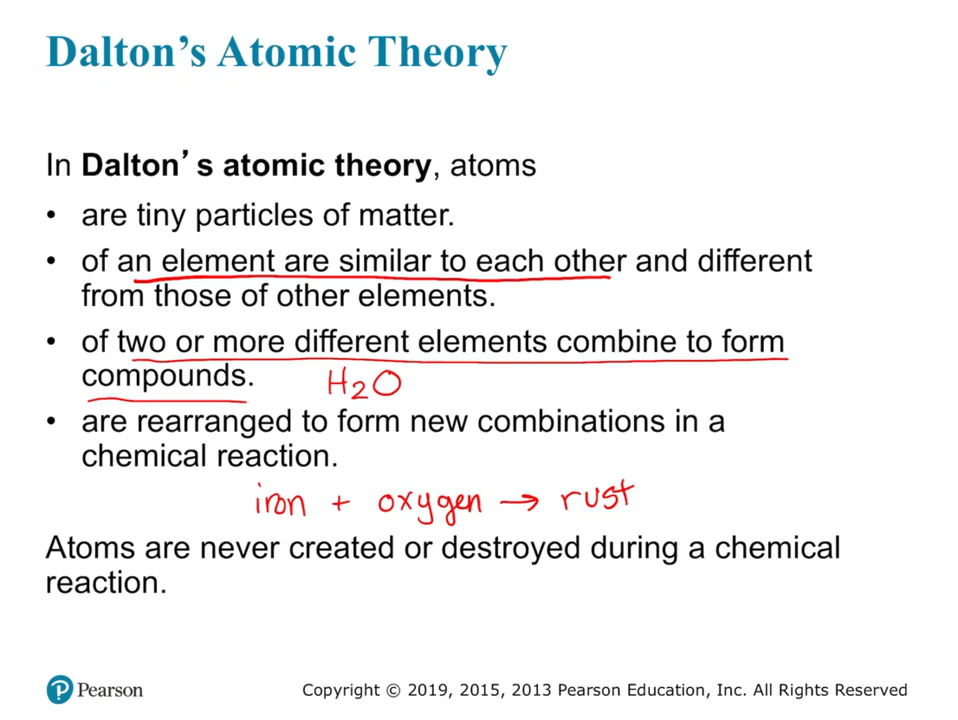 Dalton’s Atomic Theory
In Dalton’s atomic theory, atoms
• are tiny particles of matter.
• of an element are similar to each other and different
from those of other elements.
• of two or more different elements combine to form
compounds.
H2O
• are rearranged to form new combinations in a
chemical reaction.
iron + oxygen → rust
Atoms are never created or destroyed during a chemical
reaction.
Pearson
Copyright © 2019, 2015, 2013 Pearson Education, Inc. All Rights Reserved